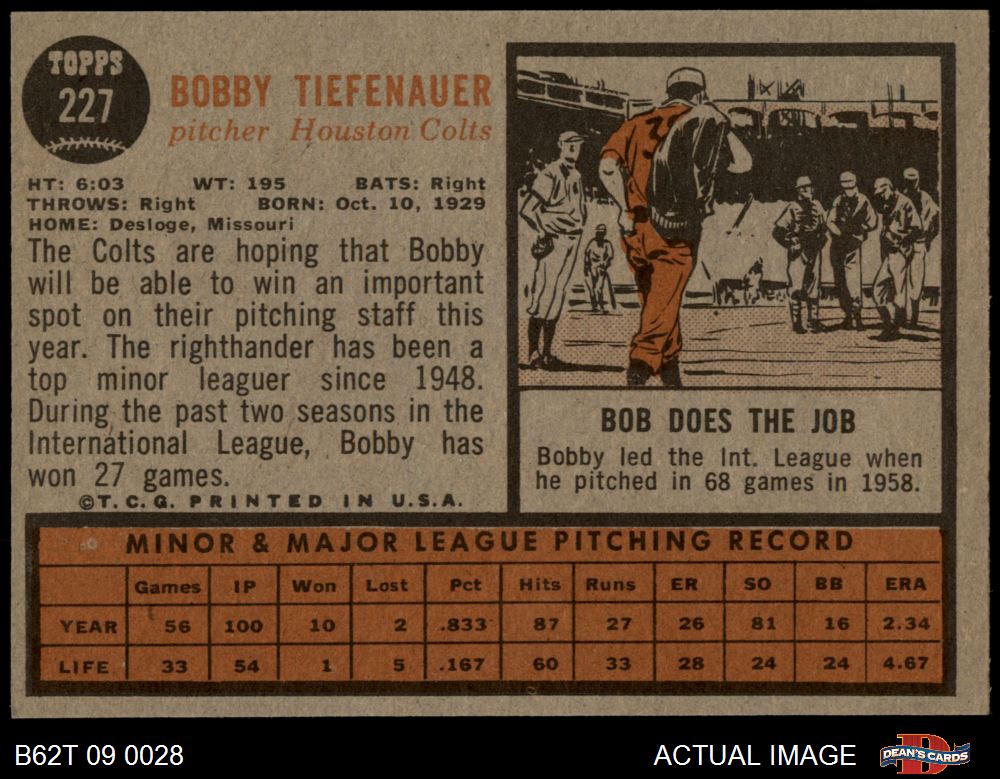 TOPPS
227
BOBBY TIEFENAUER
pitcher Houston Colts
HT: 6:03 WT: 195 BATS: Right
THROWS: Right BORN: Oct. 10, 1929
HOME: Desloge, Missouri
The Colts are hoping that Bobby
will be able to win an important
spot on their pitching staff this
year. The righthander has been a
top minor leaguer since 1948.
During the past two seasons in the
International League, Bobby has
won 27 games.
©T.C.G. PRINTED IN U.S.A.
BOB DOES THE JOB
Bobby led the Int. League when
he pitched in 68 games in 1958.
MINOR & MAJOR LEAGUE PITCHING RECORD
Games IP Won Lost Pct Hits Runs ER SO BB ERA
YEAR 56 100 10 2 .833 87 27 26 81 16 2.34
LIFE 33 54 1 5 .167 60 33 28 24 24 4.67
B62T 09 0028 ACTUAL IMAGE DEAN'S CARDS